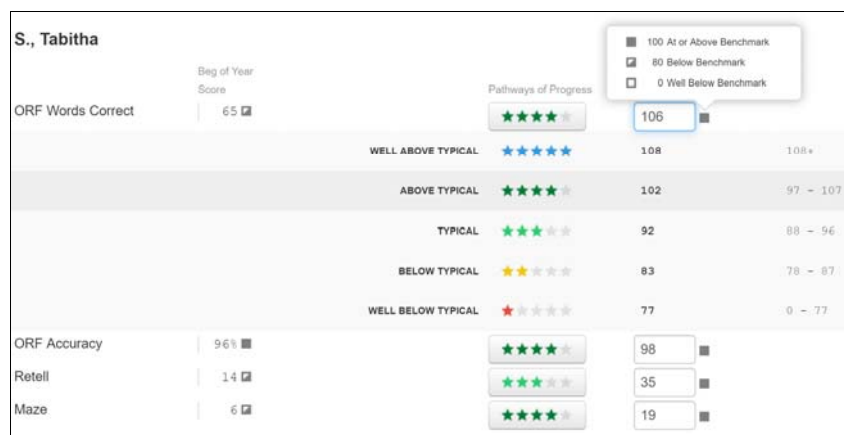 S., Tabitha
100 At or Above Benchmark
80 Below Benchmark
0 Well Below Benchmark
Beg of Year
Score
Pathways of Progress
ORF Words Correct 65 106
WELL ABOVE TYPICAL 108 108+
ABOVE TYPICAL 102 97 - 107
TYPICAL 92 88 - 96
BELOW TYPICAL 83 78 - 87
WELL BELOW TYPICAL 77 0 - 77
ORF Accuracy 96% 98
Retell 14 35
Maze 6 19